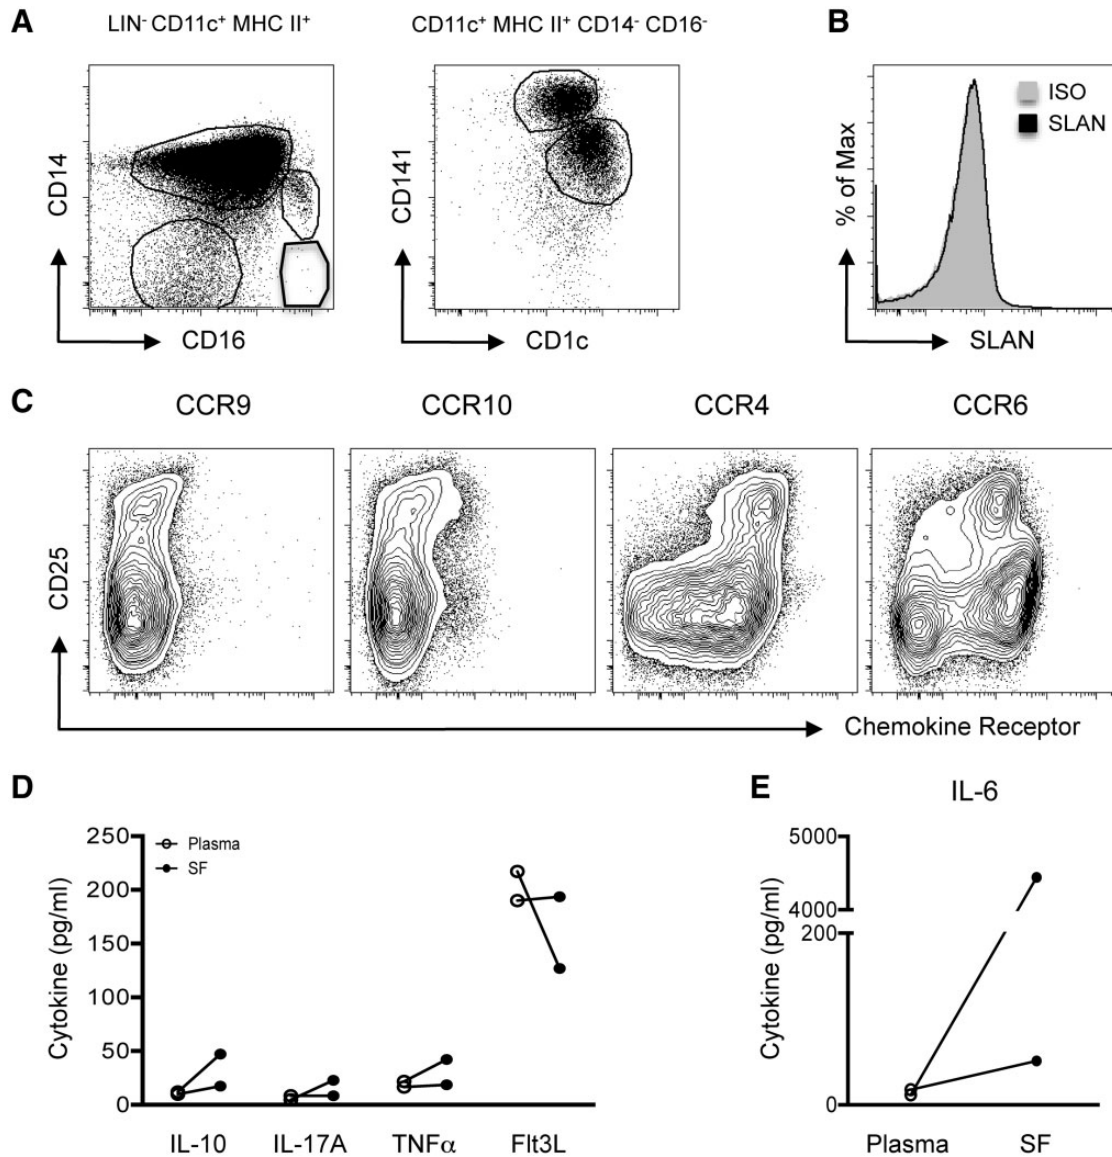 A
LIN⁻ CD11c⁺ MHC II⁺
CD11c⁺ MHC II⁺ CD14⁻ CD16⁻
B
CD14
CD16
CD141
CD1c
% of Max
ISO
SLAN
SLAN
C
CCR9
CCR10
CCR4
CCR6
CD25
Chemokine Receptor
D
Cytokine (pg/ml)
250
200
150
100
50
0
Plasma
SF
IL-10
IL-17A
TNFα
Flt3L
E
IL-6
Cytokine (pg/ml)
5000
4000
200
0
Plasma
SF